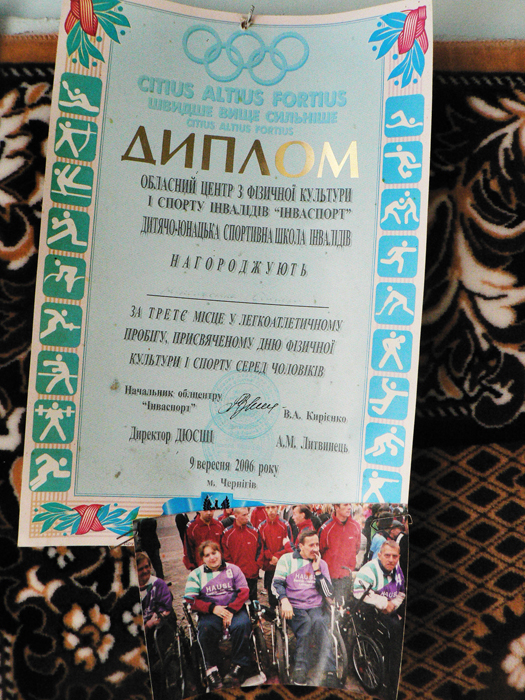 CITIUS ALTIUS FORTIUS
ШВИДШЕ ВИЩЕ СИЛЬНІШЕ
CITIUS ALTIUS FORTIUS
ДИПЛОМ
ОБЛАСНИЙ ЦЕНТР З ФІЗИЧНОЇ КУЛЬТУРИ
І СПОРТУ ІНВАЛІДІВ "ІНВАСПОРТ"
ДИТЯЧО-ЮНАЦЬКА СПОРТИВНА ШКОЛА ІНВАЛІДІВ
НАГОРОДЖУЮТЬ
ЗА ТРЕТЄ МІСЦЕ У ЛЕГКОАТЛЕТИЧНОМУ
ПРОБІГУ, ПРИСВЯЧЕНОМУ ДНЮ ФІЗИЧНОЇ
КУЛЬТУРИ І СПОРТУ СЕРЕД ЧОЛОВІКІВ
Начальник облцентру
"Інваспорт" В.А. Кирієнко
Директор ДЮСШІ А.М. Литвинець
9 вересня 2006 року
м. Чернігів